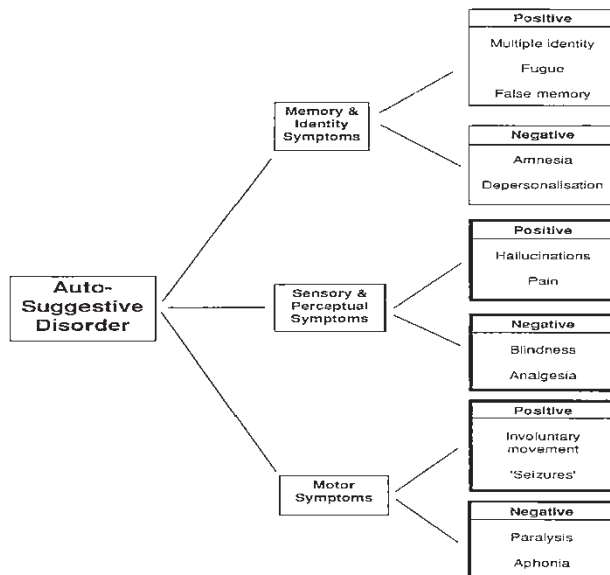 Positive
Multiple identity
Fugue
False memory
Memory &
Identity
Symptoms
Negative
Amnesia
Depersonalisation
Positive
Hallucinations
Pain
Auto-
Suggestive
Disorder
Sensory &
Perceptual
Symptoms
Negative
Blindness
Analgesia
Positive
Involuntary
movement
'Seizures'
Motor
Symptoms
Negative
Paralysis
Aphonia